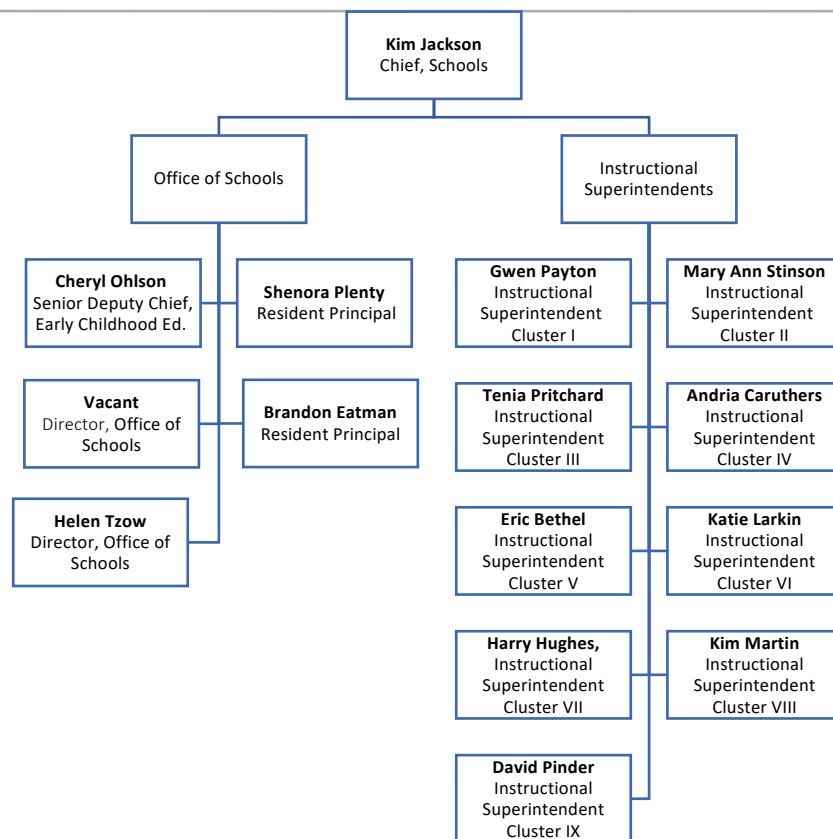 Kim Jackson
Chief, Schools
Office of Schools
Instructional
Superintendents
Cheryl Ohlson
Senior Deputy Chief,
Early Childhood Ed.
Shenora Plenty
Resident Principal
Vacant
Director, Office of
Schools
Brandon Eatman
Resident Principal
Helen Tzow
Director, Office of
Schools
Gwen Payton
Instructional
Superintendent
Cluster I
Mary Ann Stinson
Instructional
Superintendent
Cluster II
Tenia Pritchard
Instructional
Superintendent
Cluster III
Andria Caruthers
Instructional
Superintendent
Cluster IV
Eric Bethel
Instructional
Superintendent
Cluster V
Katie Larkin
Instructional
Superintendent
Cluster VI
Harry Hughes,
Instructional
Superintendent
Cluster VII
Kim Martin
Instructional
Superintendent
Cluster VIII
David Pinder
Instructional
Superintendent
Cluster IX